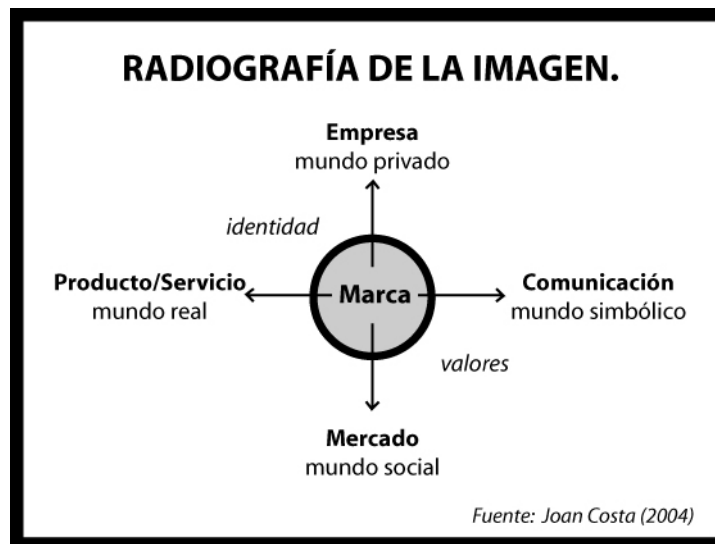 RADIOGRAFÍA DE LA IMAGEN.
Empresa
mundo privado
identidad
Producto/Servicio
mundo real
Marca
Comunicación
mundo simbólico
valores
Mercado
mundo social
Fuente: Joan Costa (2004)